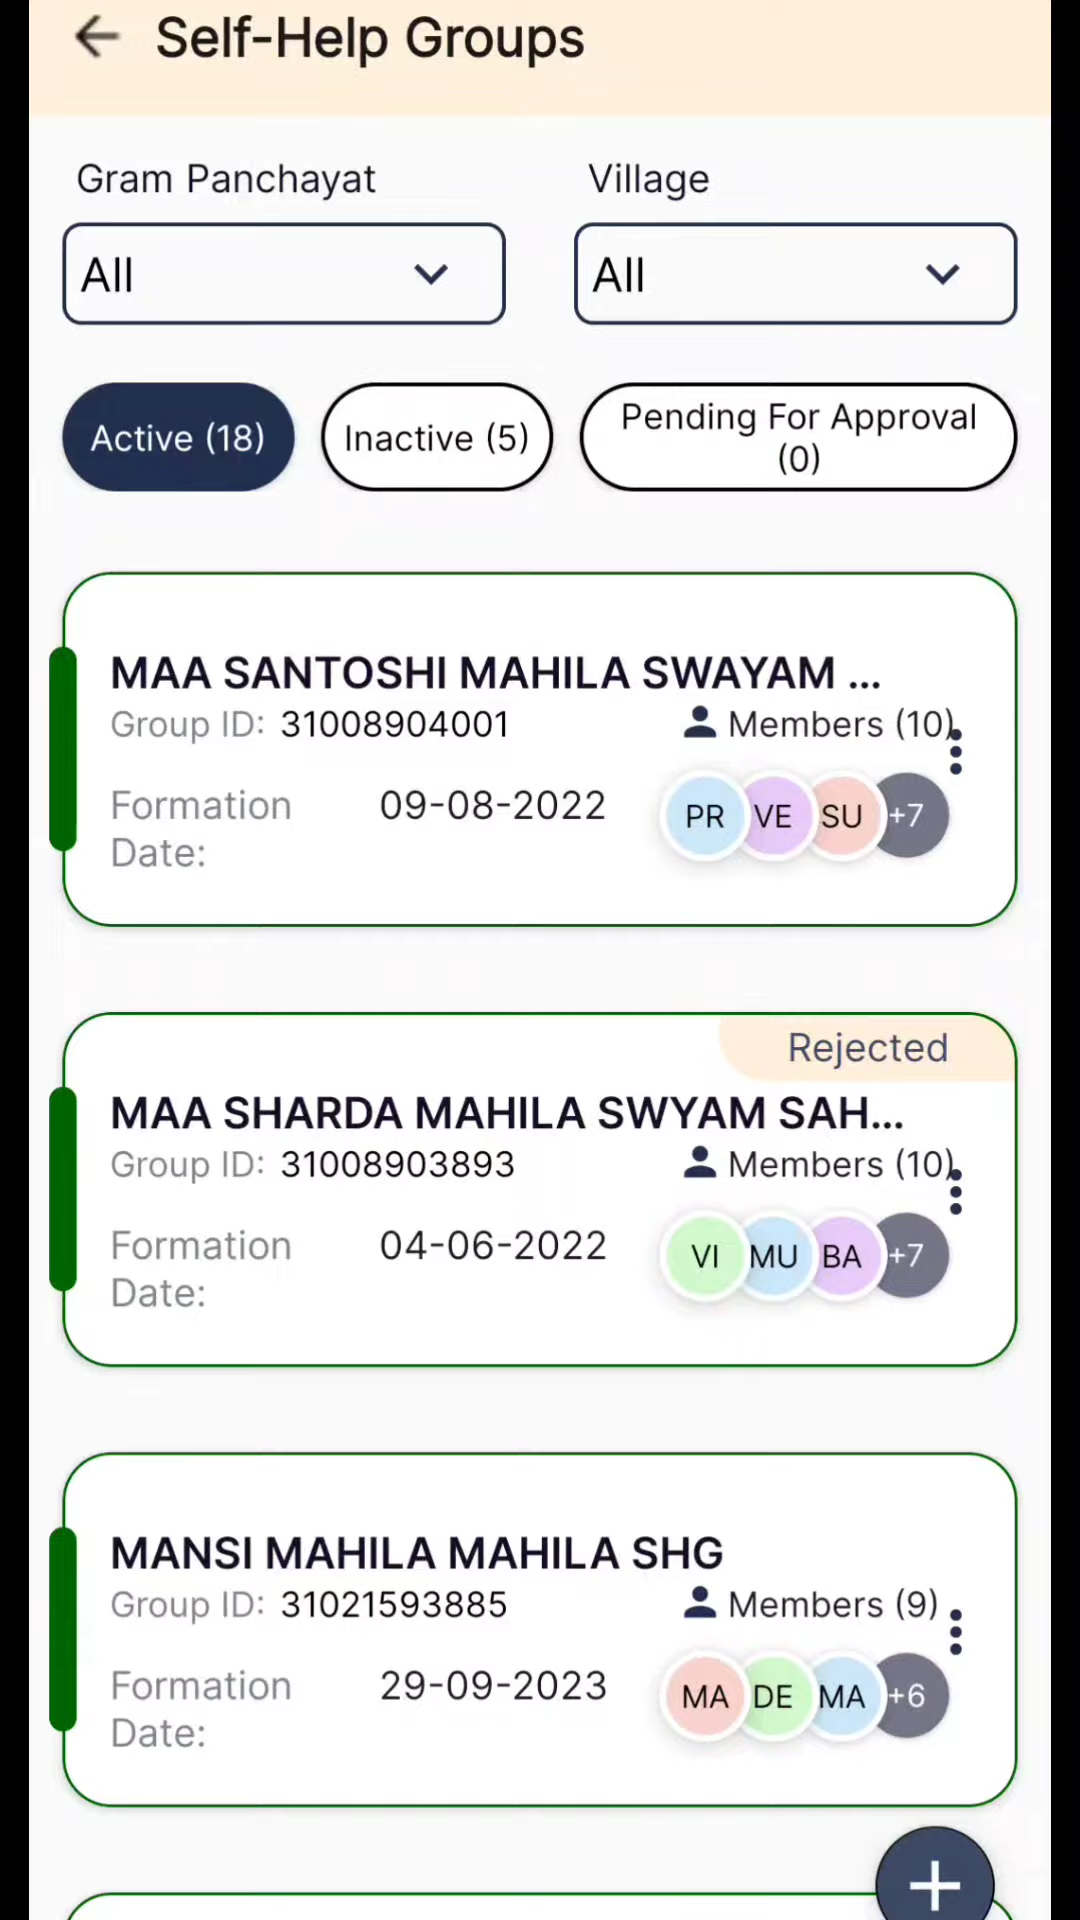 Self-Help Groups
Gram Panchayat
Village
All
All
Active (18)
Inactive (5)
Pending For Approval
(0)
MAA SANTOSHI MAHILA SWAYAM ...
Group ID: 31008904001
Members (10)
Formation
Date:
09-08-2022
PR VE SU +7
Rejected
MAA SHARDA MAHILA SWYAM SAH...
Group ID: 31008903893
Members (10)
Formation
Date:
04-06-2022
VI MU BA +7
MANSI MAHILA MAHILA SHG
Group ID: 31021593885
Members (9)
Formation
Date:
29-09-2023
MA DE MA +6